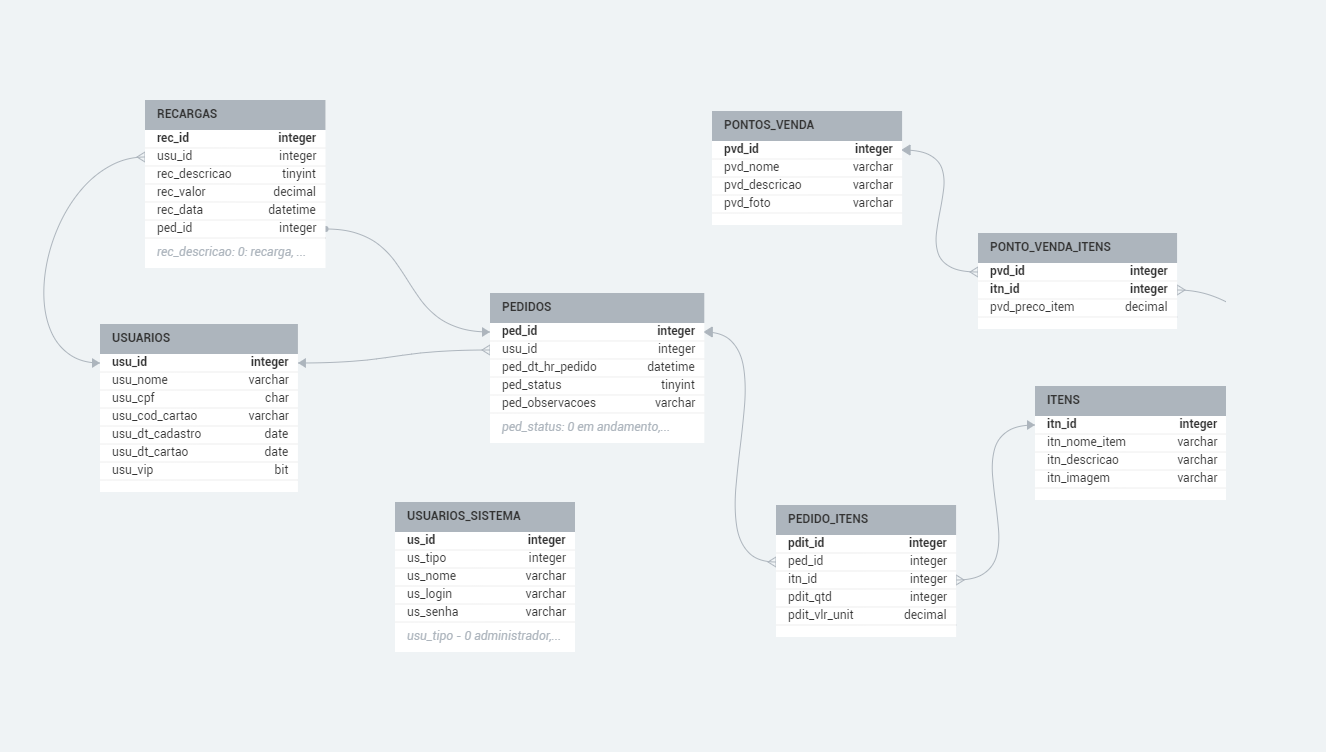 RECARGAS
rec_id integer
usu_id integer
rec_descricao tinyint
rec_valor decimal
rec_data datetime
ped_id integer
rec_descricao: 0: recarga, ...
PONTOS_VENDA
pvd_id integer
pvd_nome varchar
pvd_descricao varchar
pvd_foto varchar
PONTO_VENDA_ITENS
pvd_id integer
itn_id integer
pvd_preco_item decimal
PEDIDOS
ped_id integer
usu_id integer
ped_dt_hr_pedido datetime
ped_status tinyint
ped_observacoes varchar
ped_status: 0 em andamento,...
USUARIOS
usu_id integer
usu_nome varchar
usu_cpf char
usu_cod_cartao varchar
usu_dt_cadastro date
usu_dt_cartao date
usu_vip bit
ITENS
itn_id integer
itn_nome_item varchar
itn_descricao varchar
itn_imagem varchar
USUARIOS_SISTEMA
us_id integer
us_tipo integer
us_nome varchar
us_login varchar
us_senha varchar
usu_tipo - 0 administrador,...
PEDIDO_ITENS
pdit_id integer
ped_id integer
itn_id integer
pdit_qtd integer
pdit_vlr_unit decimal